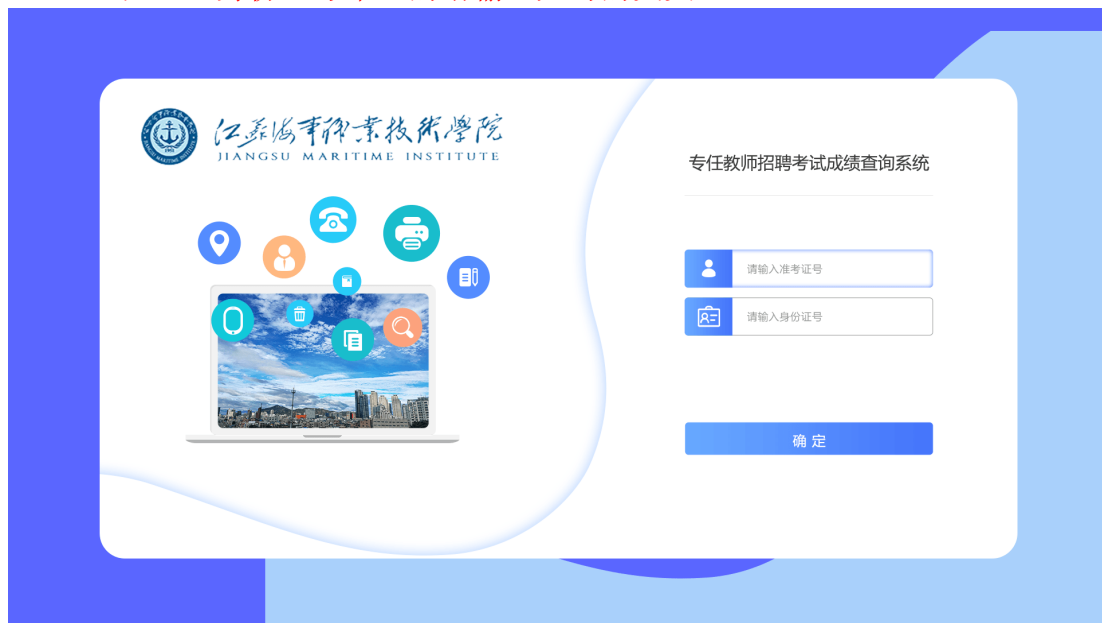 江苏海事职业技术學院
JIANGSU MARITIME INSTITUTE
专任教师招聘考试成绩查询系统
请输入准考证号
请输入身份证号
确定